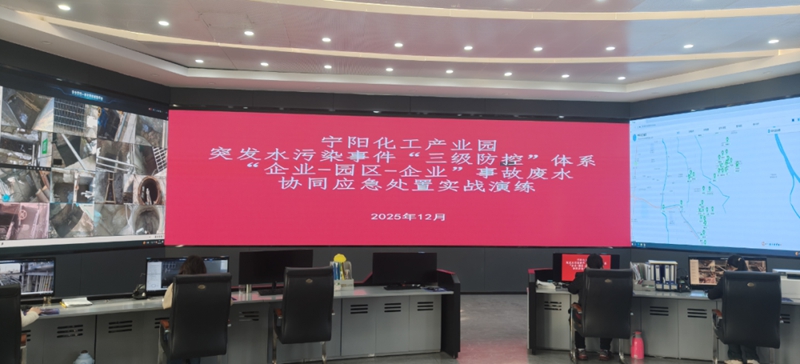 宁阳化工产业园
突发水污染事件“三级防控”体系
“企业-园区-企业”事故废水
协同应急处置实战演练
2025年12月